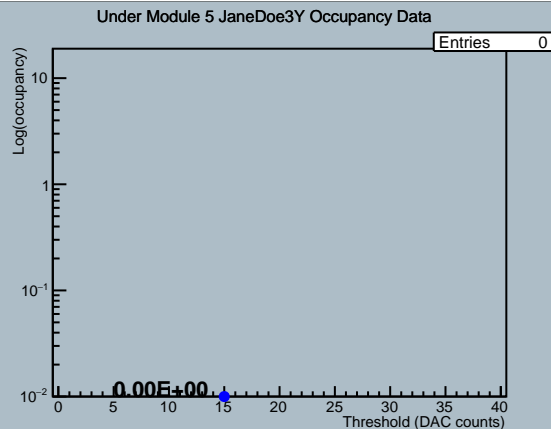 Under Module 5 JaneDoe3Y Occupancy Data
Entries 0
Log(occupancy)
10
1
10⁻¹
10⁻²
0.00E+00
0 5 10 15 20 25 30 35 40
Threshold (DAC counts)